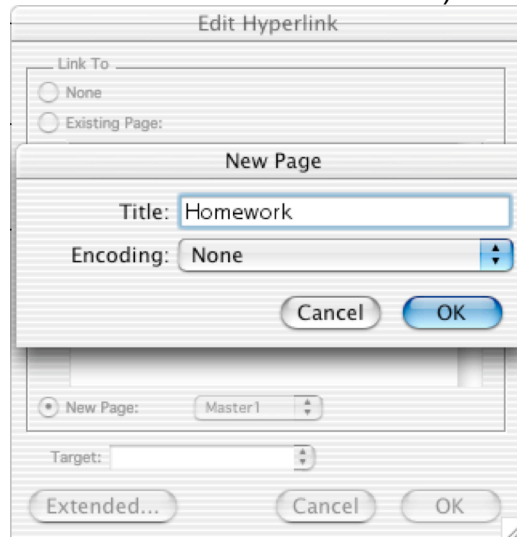 Edit Hyperlink
Link To
None
Existing Page:
New Page
Title: Homework
Encoding: None
Cancel OK
New Page: Master1
Target:
Extended... Cancel OK